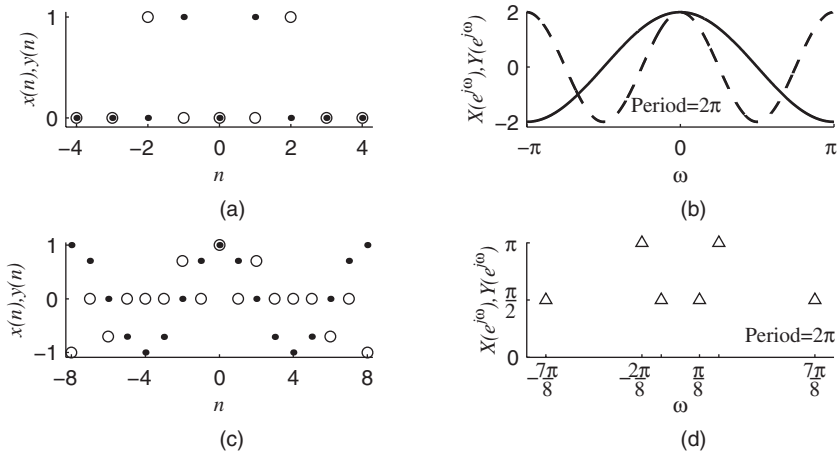 1
0
x(n),y(n)
−4 −2 0 2 4
n
(a)
2
0
−2
X(e^{jω}),Y(e^{jω})
Period=2π
−π 0 π
ω
(b)
1
0
−1
x(n),y(n)
−8 −4 0 4 8
n
(c)
π
π/2
0
X(e^{jω}),Y(e^{jω})
Period=2π
−7π/8 −2π/8 π/8 7π/8
ω
(d)